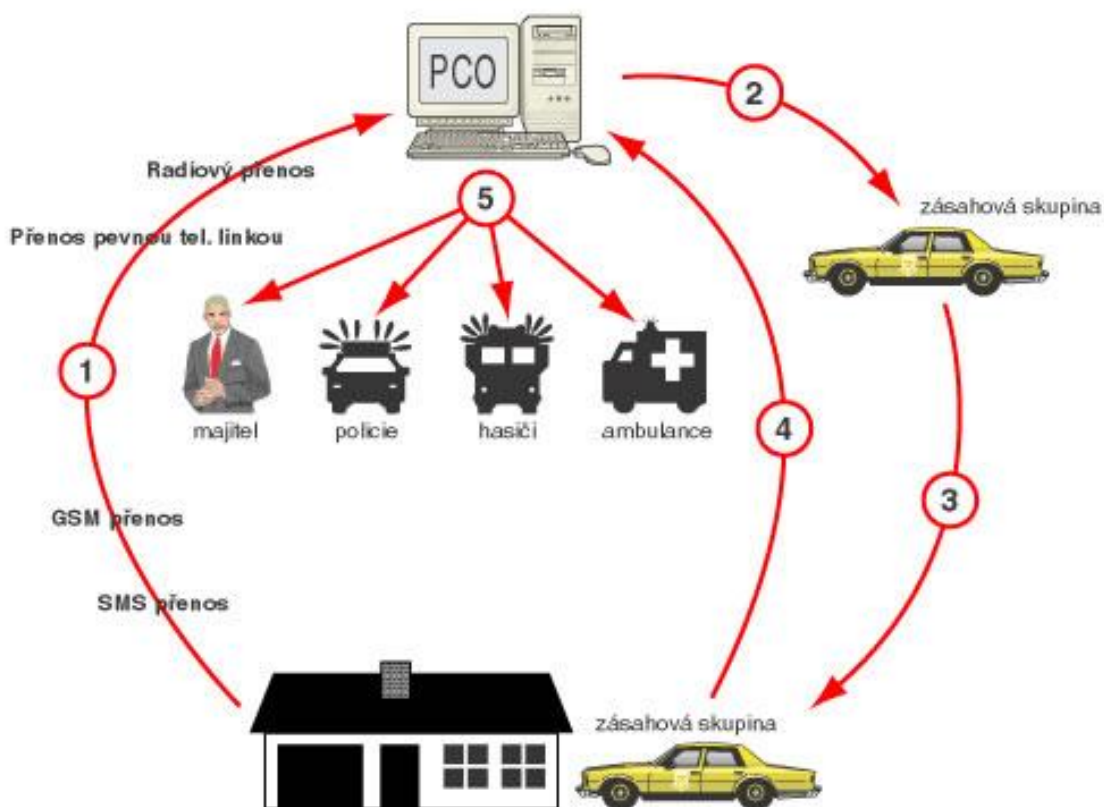 PCO
2
Radiový přenos
5
zásahová skupina
Přenos pevnou tel. linkou
1
majitel
policie
hasiči
ambulance
4
3
GSM přenos
SMS přenos
zásahová skupina